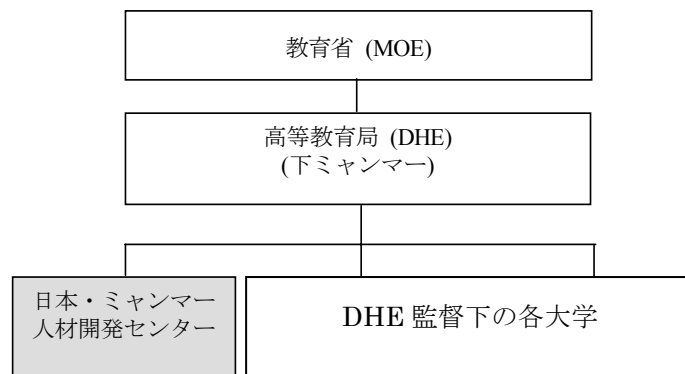 教育省 (MOE)
高等教育局 (DHE)
(下ミャンマー)
日本・ミャンマー
人材開発センター
DHE 監督下の各大学